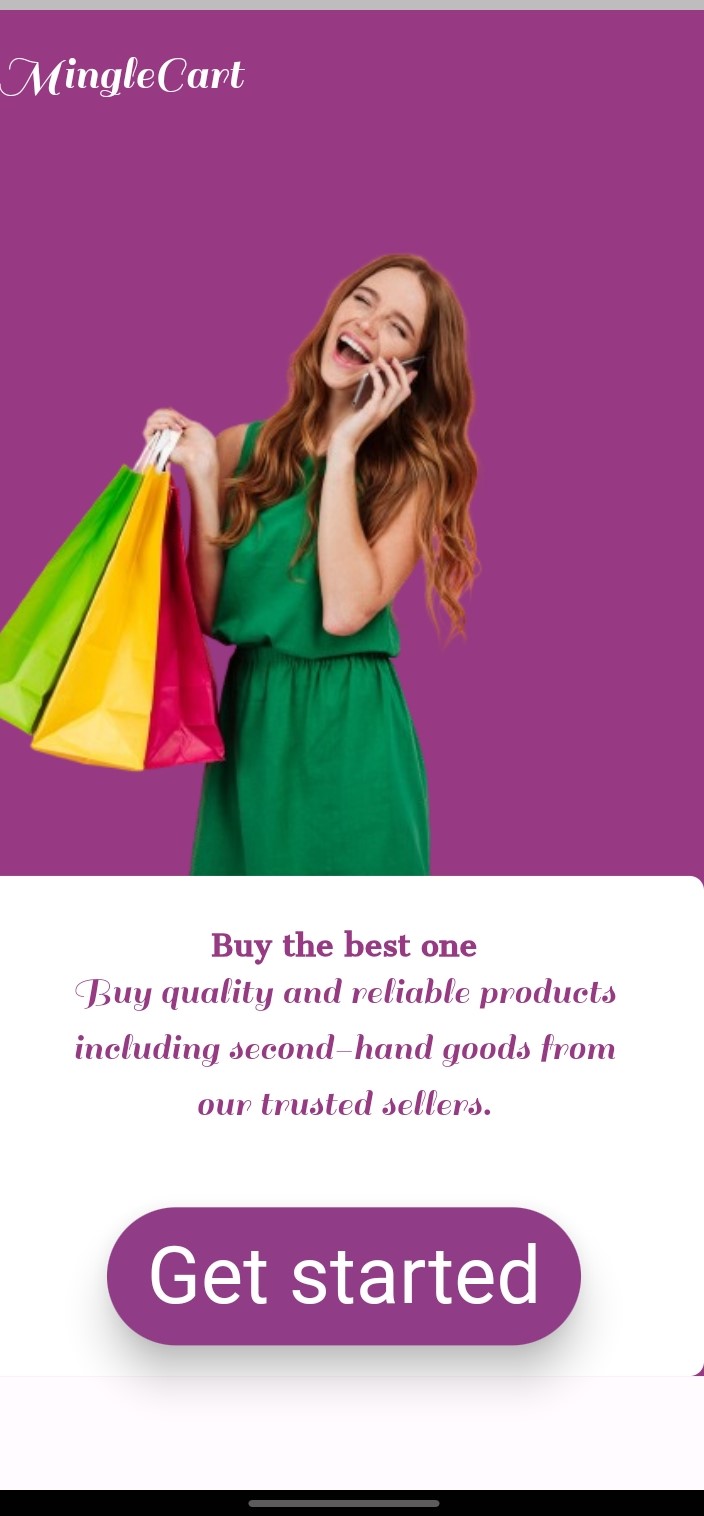 MingleCart
Buy the best one
Buy quality and reliable products
including second-hand goods from
our trusted sellers.
Get started